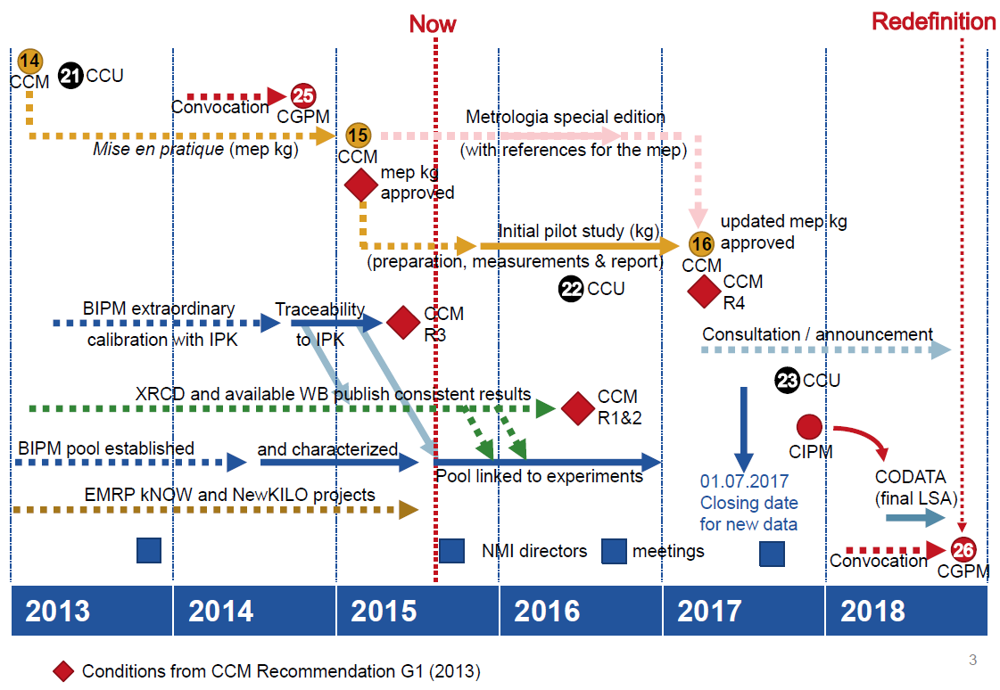 Now
Redefinition
14
CCM
21
CCU
Convocation
25
CGPM
Mise en pratique (mep kg)
15
CCM
mep kg
approved
Metrologia special edition
(with references for the mep)
Initial pilot study (kg)
(preparation, measurements & report)
16
CCM
updated mep kg
approved
22
CCU
CCM
R4
BIPM extraordinary
calibration with IPK
Traceability
to IPK
CCM
R3
Consultation / announcement
XRCD and available WB publish consistent results
CCM
R1&2
23
CCU
CIPM
BIPM pool established
and characterized
Pool linked to experiments
01.07.2017
Closing date
for new data
CODATA
(final LSA)
EMRP kNOW and NewKILO projects
NMI directors
meetings
Convocation
26
CGPM
2013
2014
2015
2016
2017
2018
Conditions from CCM Recommendation G1 (2013)
3